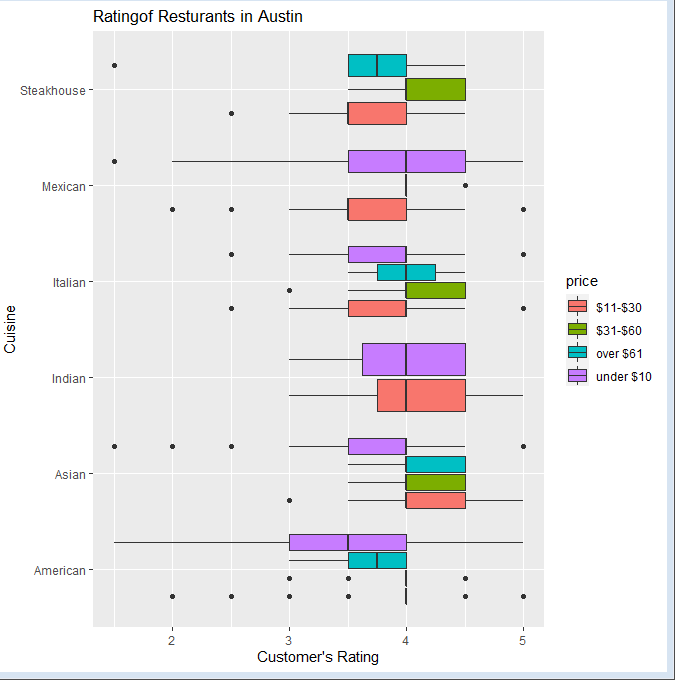 Ratingof Resturants in Austin
Cuisine
Steakhouse
Mexican
Italian
Indian
Asian
American
2 3 4 5
Customer's Rating
price
$11-$30
$31-$60
over $61
under $10